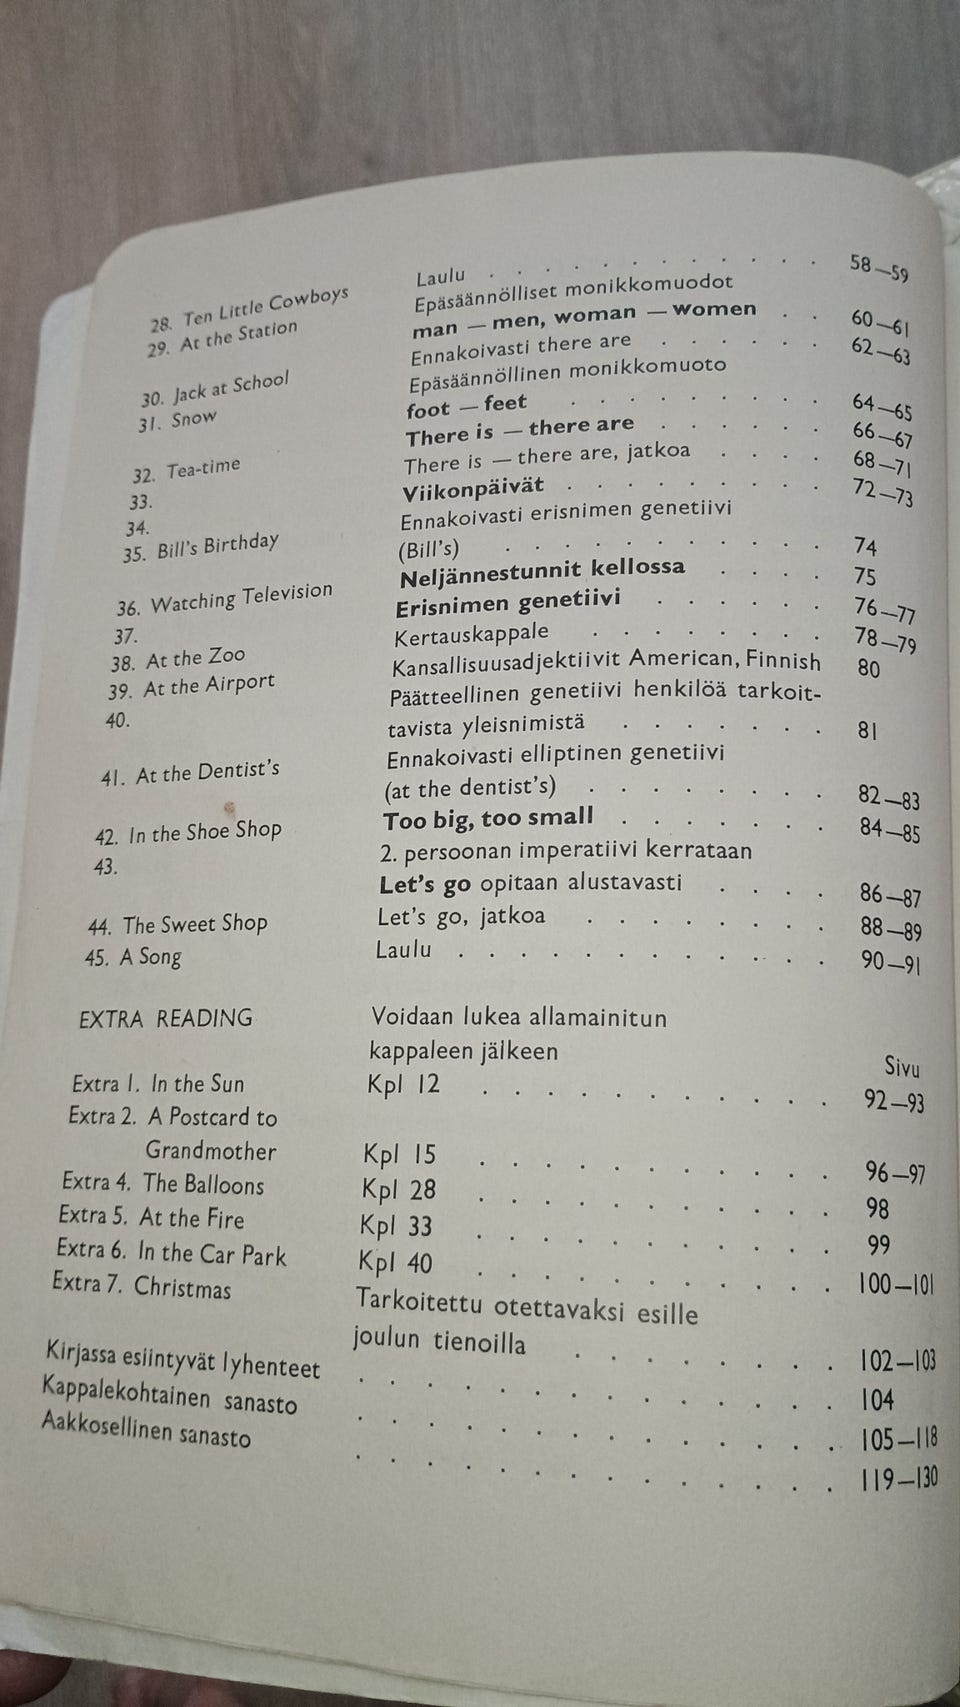 28. Ten Little Cowboys Laulu . . . . . . . . . . . 58—59
29. At the Station Epäsäännölliset monikkomuodot
man — men, woman — women . . 60—61
30. Jack at School Ennakoivasti there are . . . . . . 62—63
31. Snow Epäsäännöllinen monikkomuoto
foot — feet . . . . . . . . 64—65
32. Tea-time There is — there are . . . . . . 66—67
33. There is — there are, jatkoa . . . . 68—71
34. Viikonpäivät . . . . . . . . . 72—73
35. Bill's Birthday Ennakoivasti erisnimen genetiivi
(Bill's) . . . . . . . . . . . 74
36. Watching Television Neljännestunnit kellossa . . . . 75
37. Erisnimen genetiivi . . . . . . 76—77
38. At the Zoo Kertauskappale . . . . . . . . 78—79
39. At the Airport Kansallisuusadjektiivit American, Finnish 80
40. Päätteellinen genetiivi henkilöä tarkoit-
tavista yleisnimistä . . . . . . . 81
41. At the Dentist's Ennakoivasti elliptinen genetiivi
(at the dentist's) . . . . . . . . 82—83
42. In the Shoe Shop Too big, too small . . . . . . . 84—85
43. 2. persoonan imperatiivi kerrataan
Let's go opitaan alustavasti . . . . 86—87
44. The Sweet Shop Let's go, jatkoa . . . . . . . . 88—89
45. A Song Laulu . . . . . . . . . . . . 90—91
EXTRA READING Voidaan lukea allamainitun
kappaleen jälkeen Sivu
Extra 1. In the Sun Kpl 12 . . . . . . . . . . . 92—93
Extra 2. A Postcard to
Grandmother Kpl 15 . . . . . . . . . . . 96—97
Extra 4. The Balloons Kpl 28 . . . . . . . . . . . 98
Extra 5. At the Fire Kpl 33 . . . . . . . . . . . 99
Extra 6. In the Car Park Kpl 40 . . . . . . . . . . . 100—101
Extra 7. Christmas Tarkoitettu otettavaksi esille
joulun tienoilla . . . . . . . . 102—103
Kirjassa esiintyvät lyhenteet . . . . . . . . . . . . 104
Kappalekohtainen sanasto . . . . . . . . . . . . 105—118
Aakkosellinen sanasto . . . . . . . . . . . . 119—130